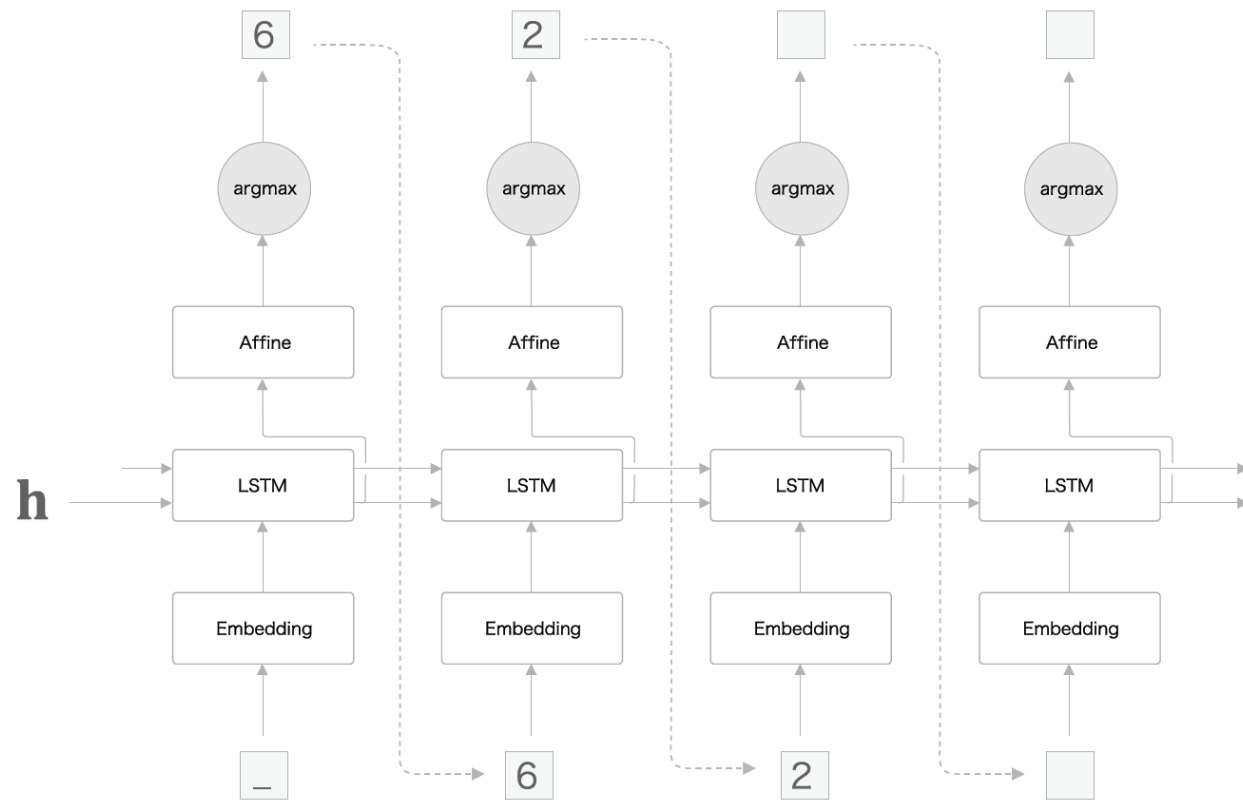 6 2
argmax argmax argmax argmax
Affine Affine Affine Affine
h LSTM LSTM LSTM LSTM
Embedding Embedding Embedding Embedding
_ 6 2